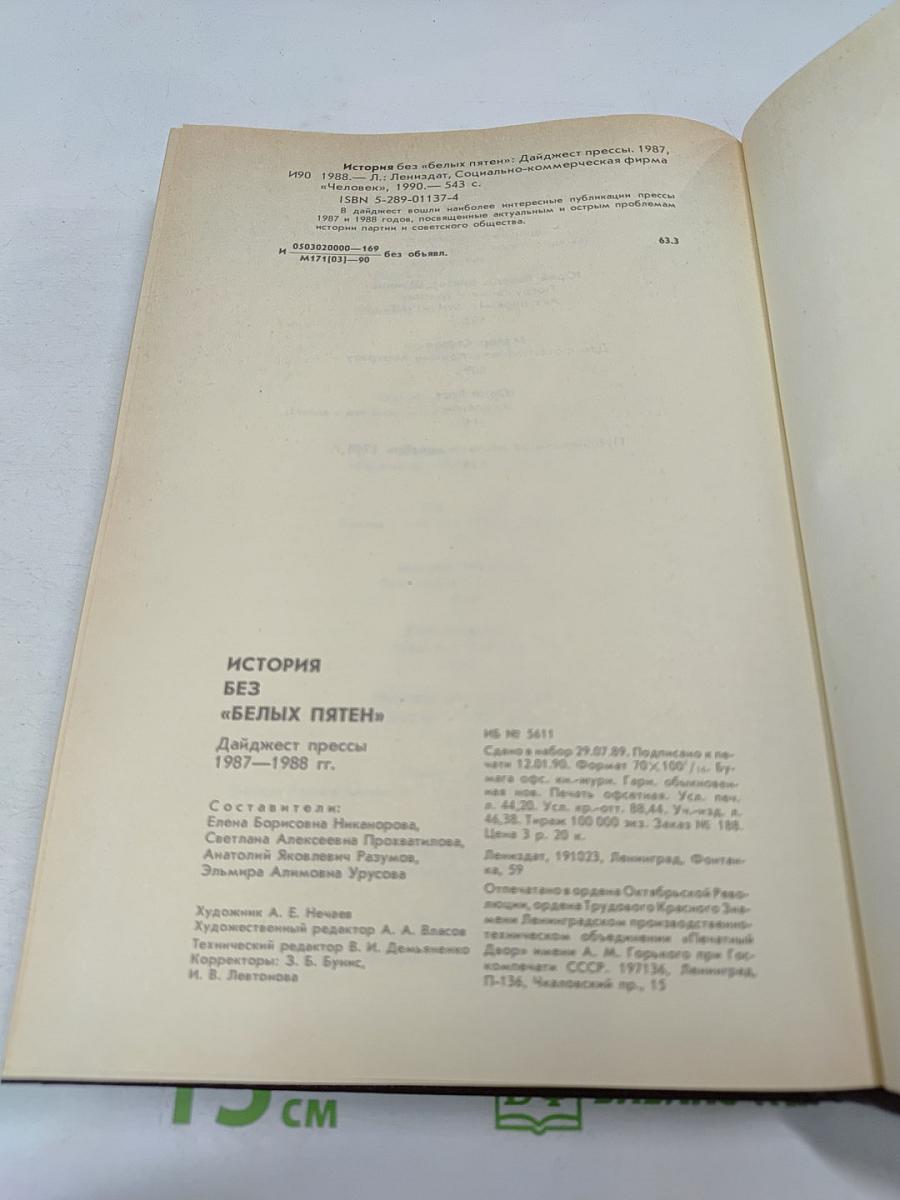 История без «белых пятен»: Дайджест прессы. 1987,
И90 1988.— Л.: Лениздат, Социально-коммерческая фирма
«Человек», 1990.— 543 с.
ISBN 5-289-01137-4
В дайджест вошли наиболее интересные публикации прессы
1987 и 1988 годов, посвященные актуальным и острым проблемам
истории партии и советского общества.
И 0503020000—169
М171(03)—90 без объявл.
63.3
ИСТОРИЯ
БЕЗ
«БЕЛЫХ ПЯТЕН»
Дайджест прессы
1987—1988 гг.
Составители:
Елена Борисовна Никанорова,
Светлана Алексеевна Прохватилова,
Анатолий Яковлевич Разумов,
Эльмира Алимовна Урусова
Художник А. Е. Нечаев
Художественный редактор А. А. Власов
Технический редактор В. И. Демьяненко
Корректоры: З. Б. Бунис,
И. В. Левтонова
ИБ № 5611
Сдано в набор 29.07.89. Подписано к пе-
чати 12.01.90. Формат 70×100¹/₁₆. Бу-
мага офс. кн.-журн. Гарн. обыкновен-
ная нов. Печать офсетная. Усл. печ.
л. 44,20. Усл. кр.-отт. 88,44. Уч.-изд. л.
46,38. Тираж 100 000 экз. Заказ № 188.
Цена 3 р. 20 к.
Лениздат, 191023, Ленинград, Фонтан-
ка, 59
Отпечатано в ордена Октябрьской Рево-
люции, ордена Трудового Красного Зна-
мени Ленинградском производственно-
техническом объединении «Печатный
Двор» имени А. М. Горького при Гос-
компечати СССР. 197136, Ленинград,
П-136, Чкаловский пр., 15
15 см